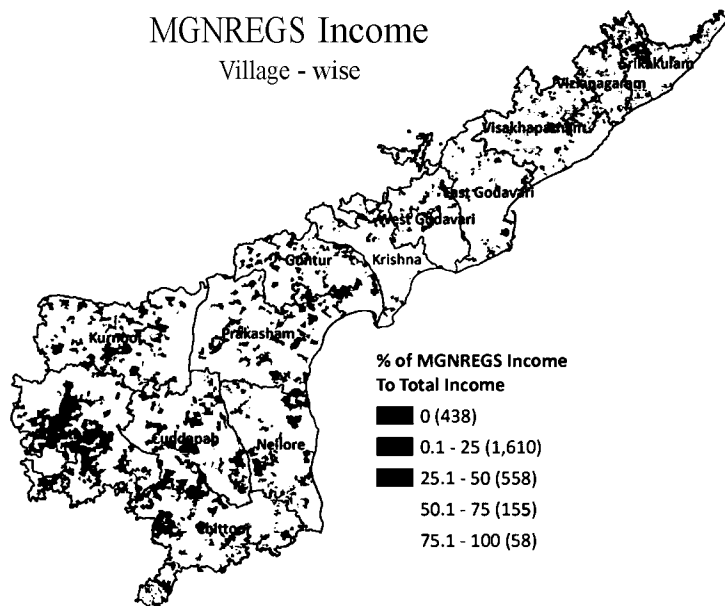 MGNREGS Income
Village - wise
Srikakulam
Vizianagaram
Visakhapatnam
East Godavari
West Godavari
Krishna
Guntur
Prakasham
Kurnool
Cuddapah
Nellore
Chittoor
% of MGNREGS Income
To Total Income
0 (438)
0.1 - 25 (1,610)
25.1 - 50 (558)
50.1 - 75 (155)
75.1 - 100 (58)